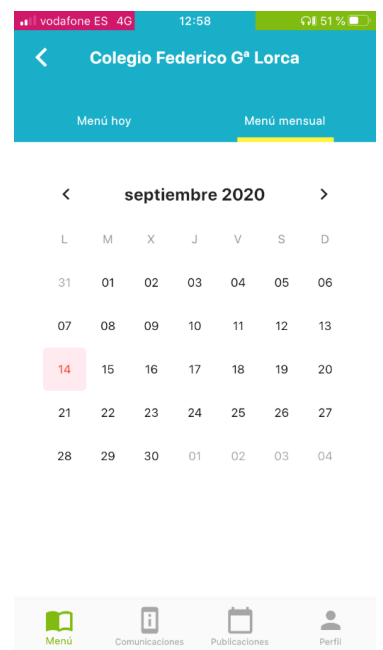 vodafone ES 4G 12:58 51 %
Colegio Federico Gª Lorca
Menú hoy Menú mensual
septiembre 2020
L M X J V S D
31 01 02 03 04 05 06
07 08 09 10 11 12 13
14 15 16 17 18 19 20
21 22 23 24 25 26 27
28 29 30 01 02 03 04
Menú Comunicaciones Publicaciones Perfil